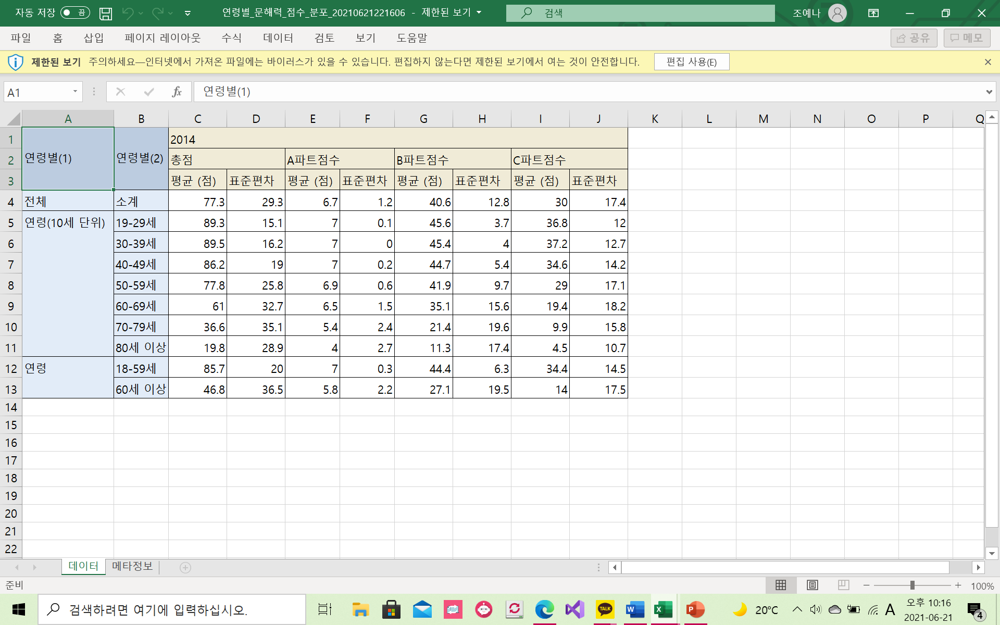 자동 저장 끔 연령별_문해력_점수_분포_20210621221606 - 제한된 보기 검색 조예나
파일 홈 삽입 페이지 레이아웃 수식 데이터 검토 보기 도움말 공유 메모
제한된 보기 주의하세요—인터넷에서 가져온 파일에는 바이러스가 있을 수 있습니다. 편집하지 않는다면 제한된 보기에서 여는 것이 안전합니다. 편집 사용(E)
A1 fx 연령별(1)
A B C D E F G H I J K L M N O P Q
1 연령별(1) 연령별(2) 2014
2 총점 A파트점수 B파트점수 C파트점수
3 평균 (점) 표준편차 평균 (점) 표준편차 평균 (점) 표준편차 평균 (점) 표준편차
4 전체 소계 77.3 29.3 6.7 1.2 40.6 12.8 30 17.4
5 연령(10세 단위) 19-29세 89.3 15.1 7 0.1 45.6 3.7 36.8 12
6 30-39세 89.5 16.2 7 0 45.4 4 37.2 12.7
7 40-49세 86.2 19 7 0.2 44.7 5.4 34.6 14.2
8 50-59세 77.8 25.8 6.9 0.6 41.9 9.7 29 17.1
9 60-69세 61 32.7 6.5 1.5 35.1 15.6 19.4 18.2
10 70-79세 36.6 35.1 5.4 2.4 21.4 19.6 9.9 15.8
11 80세 이상 19.8 28.9 4 2.7 11.3 17.4 4.5 10.7
12 연령 18-59세 85.7 20 7 0.3 44.4 6.3 34.4 14.5
13 60세 이상 46.8 36.5 5.8 2.2 27.1 19.5 14 17.5
14
15
16
17
18
19
20
21
22
데이터 메타정보
준비 100%
검색하려면 여기에 입력하십시오. TALK W X P 20℃ A 오후 10:16
2021-06-21 4